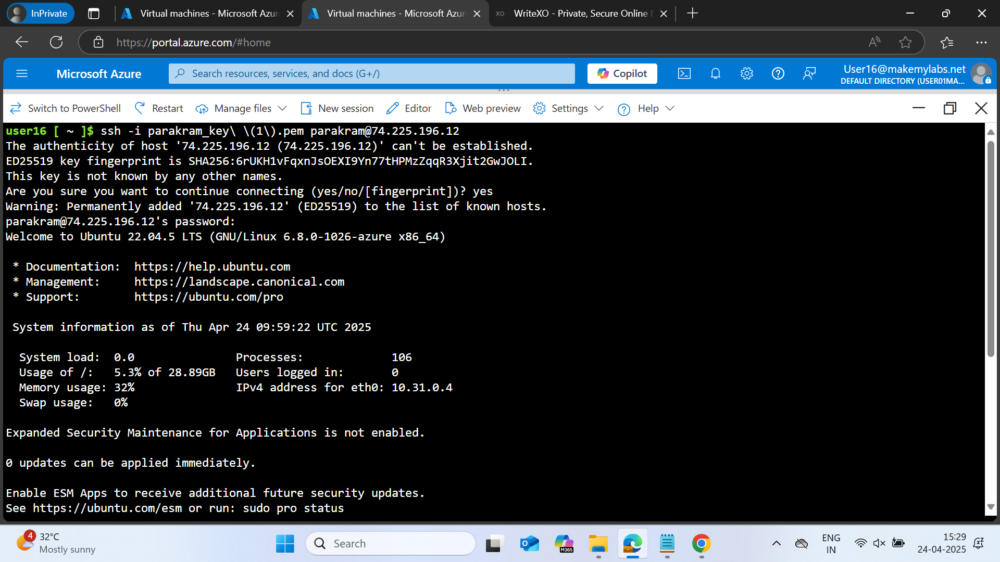 InPrivate
Virtual machines - Microsoft Azur
Virtual machines - Microsoft Azur
XO WriteXO - Private, Secure Online
https://portal.azure.com/#home
Microsoft Azure
Search resources, services, and docs (G+/)
Copilot
User16@makemylabs.net
DEFAULT DIRECTORY (USER01MA...
Switch to PowerShell Restart Manage files New session Editor Web preview Settings Help
user16 [ ~ ]$ ssh -i parakram_key\ \(1\).pem parakram@74.225.196.12
The authenticity of host '74.225.196.12 (74.225.196.12)' can't be established.
ED25519 key fingerprint is SHA256:6rUKH1vFqxnJsOEXI9Yn77tHPMzZqqR3Xjit2GwJOLI.
This key is not known by any other names.
Are you sure you want to continue connecting (yes/no/[fingerprint])? yes
Warning: Permanently added '74.225.196.12' (ED25519) to the list of known hosts.
parakram@74.225.196.12's password:
Welcome to Ubuntu 22.04.5 LTS (GNU/Linux 6.8.0-1026-azure x86_64)
* Documentation: https://help.ubuntu.com
* Management: https://landscape.canonical.com
* Support: https://ubuntu.com/pro
System information as of Thu Apr 24 09:59:22 UTC 2025
System load: 0.0 Processes: 106
Usage of /: 5.3% of 28.89GB Users logged in: 0
Memory usage: 32% IPv4 address for eth0: 10.31.0.4
Swap usage: 0%
Expanded Security Maintenance for Applications is not enabled.
0 updates can be applied immediately.
Enable ESM Apps to receive additional future security updates.
See https://ubuntu.com/esm or run: sudo pro status
4
32°C
Mostly sunny
Search
M365
ENG
IN
15:29
24-04-2025